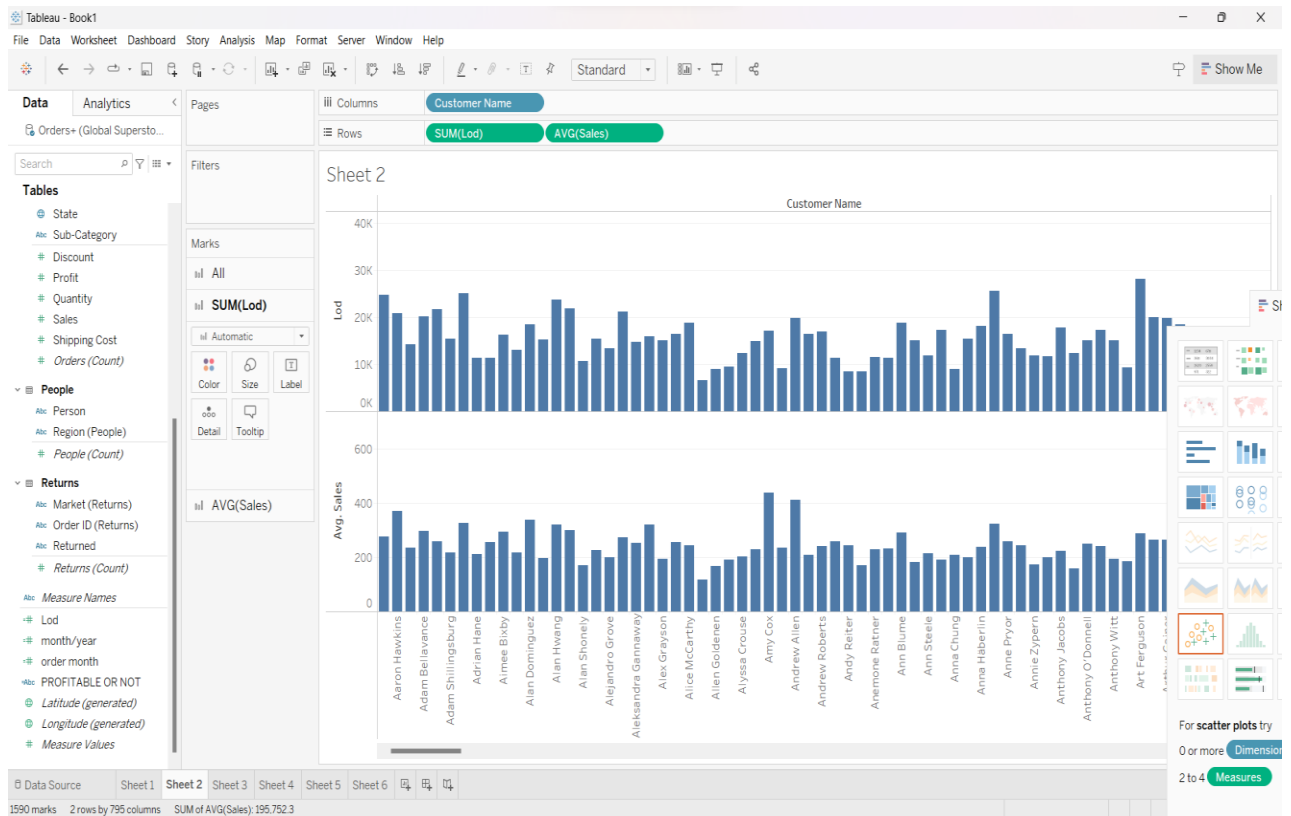 Tableau - Book1
File Data Worksheet Dashboard Story Analysis Map Format Server Window Help
Standard
Show Me
Data Analytics
Pages
Columns
Customer Name
Orders+ (Global Supersto...
Rows
SUM(Lod) AVG(Sales)
Search
Filters
Sheet 2
Tables
State
Abc Sub-Category
# Discount
# Profit
# Quantity
# Sales
# Shipping Cost
# Orders (Count)
People
Abc Person
Abc Region (People)
# People (Count)
Returns
Abc Market (Returns)
Abc Order ID (Returns)
Abc Returned
# Returns (Count)
Abc Measure Names
=# Lod
=# month/year
=# order month
=Abc PROFITABLE OR NOT
Latitude (generated)
Longitude (generated)
# Measure Values
Marks
All
SUM(Lod)
Automatic
Color Size Label
Detail Tooltip
AVG(Sales)
Customer Name
Lod
40K
30K
20K
10K
0K
Avg. Sales
600
400
200
0
Aaron Hawkins
Adam Bellavance
Adam Shillingsburg
Adrian Hane
Aimee Bixby
Alan Dominguez
Alan Hwang
Alan Shonely
Alejandro Grove
Aleksandra Gannaway
Alex Grayson
Alice McCarthy
Allen Goldenen
Alyssa Crouse
Amy Cox
Andrew Allen
Andrew Roberts
Andy Reiter
Anemone Ratner
Ann Blume
Ann Steele
Anna Chung
Anna Häberlin
Anne Pryor
Annie Zypern
Anthony Jacobs
Anthony O'Donnell
Anthony Witt
Art Ferguson
For scatter plots try
0 or more Dimension
2 to 4 Measures
Data Source Sheet 1 Sheet 2 Sheet 3 Sheet 4 Sheet 5 Sheet 6
1590 marks 2 rows by 795 columns SUM of AVG(Sales): 195,752.3